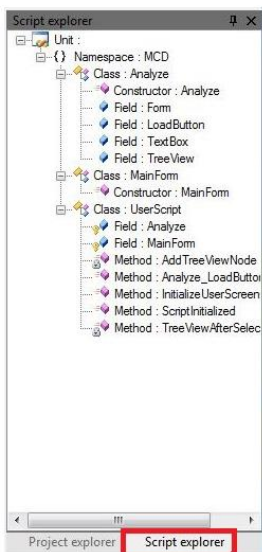 Script explorer
Unit :
{} Namespace : MCD
Class : Analyze
Constructor : Analyze
Field : Form
Field : LoadButton
Field : TextBox
Field : TreeView
Class : MainForm
Constructor : MainForm
Class : UserScript
Field : Analyze
Field : MainForm
Method : AddTreeViewNode
Method : Analyze_LoadButto
Method : InitializeUserScreen
Method : ScriptInitialized
Method : TreeViewAfterSelec
Project explorer Script explorer